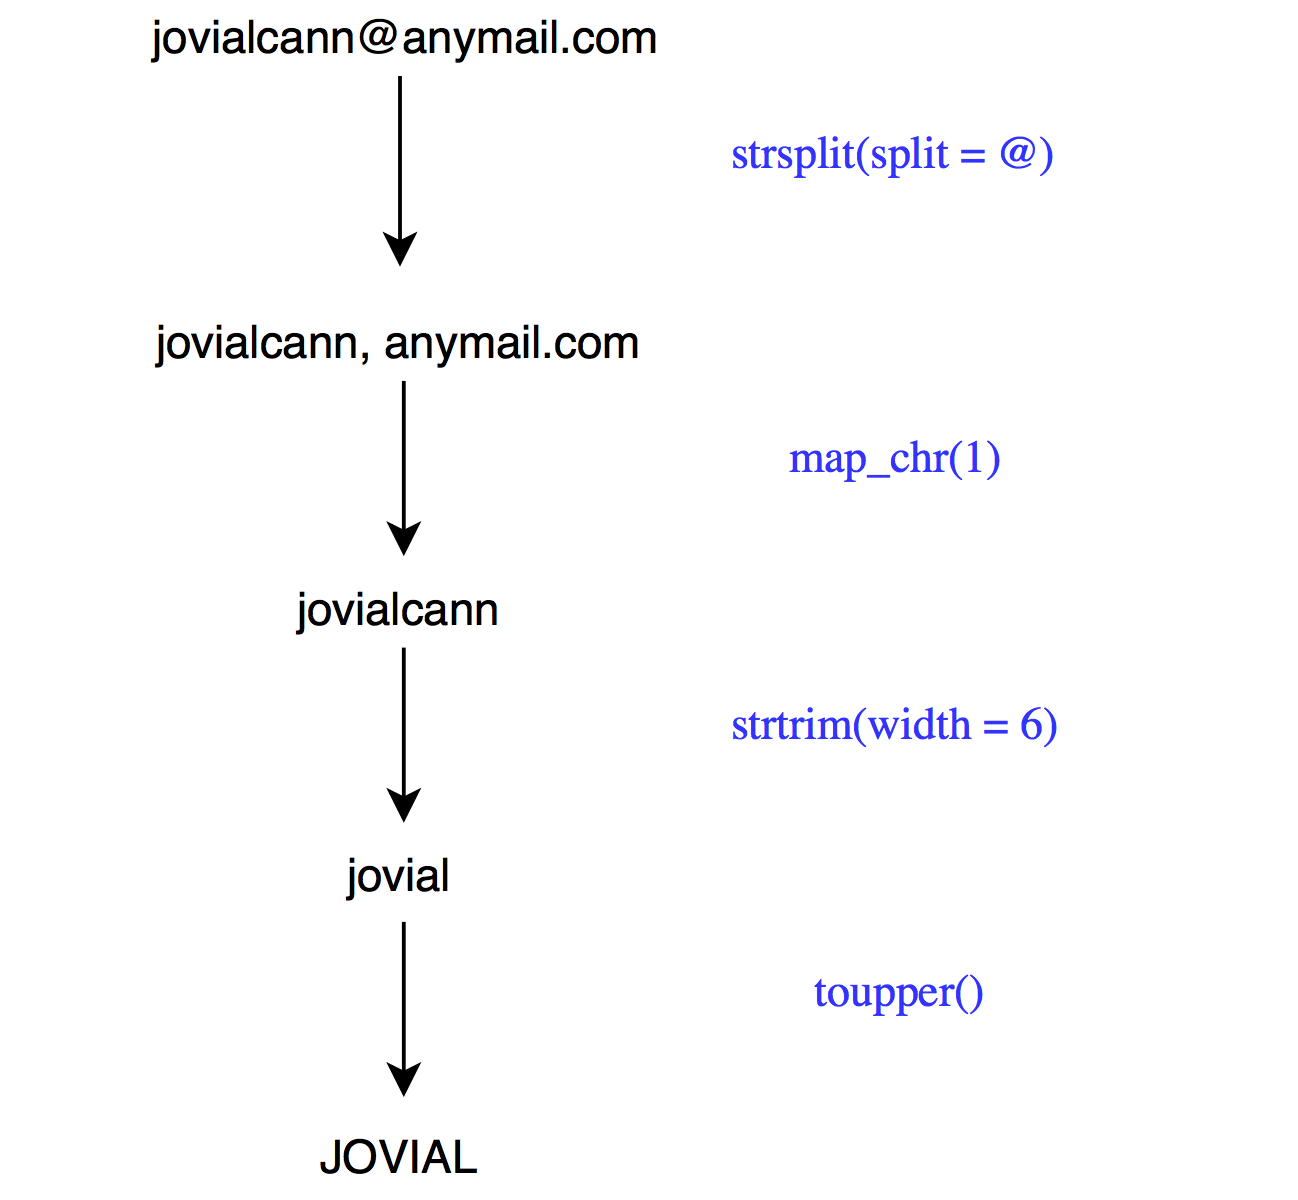 jovialcann@anymail.com
strsplit(split = @)
jovialcann, anymail.com
map_chr(1)
jovialcann
strtrim(width = 6)
jovial
toupper()
JOVIAL